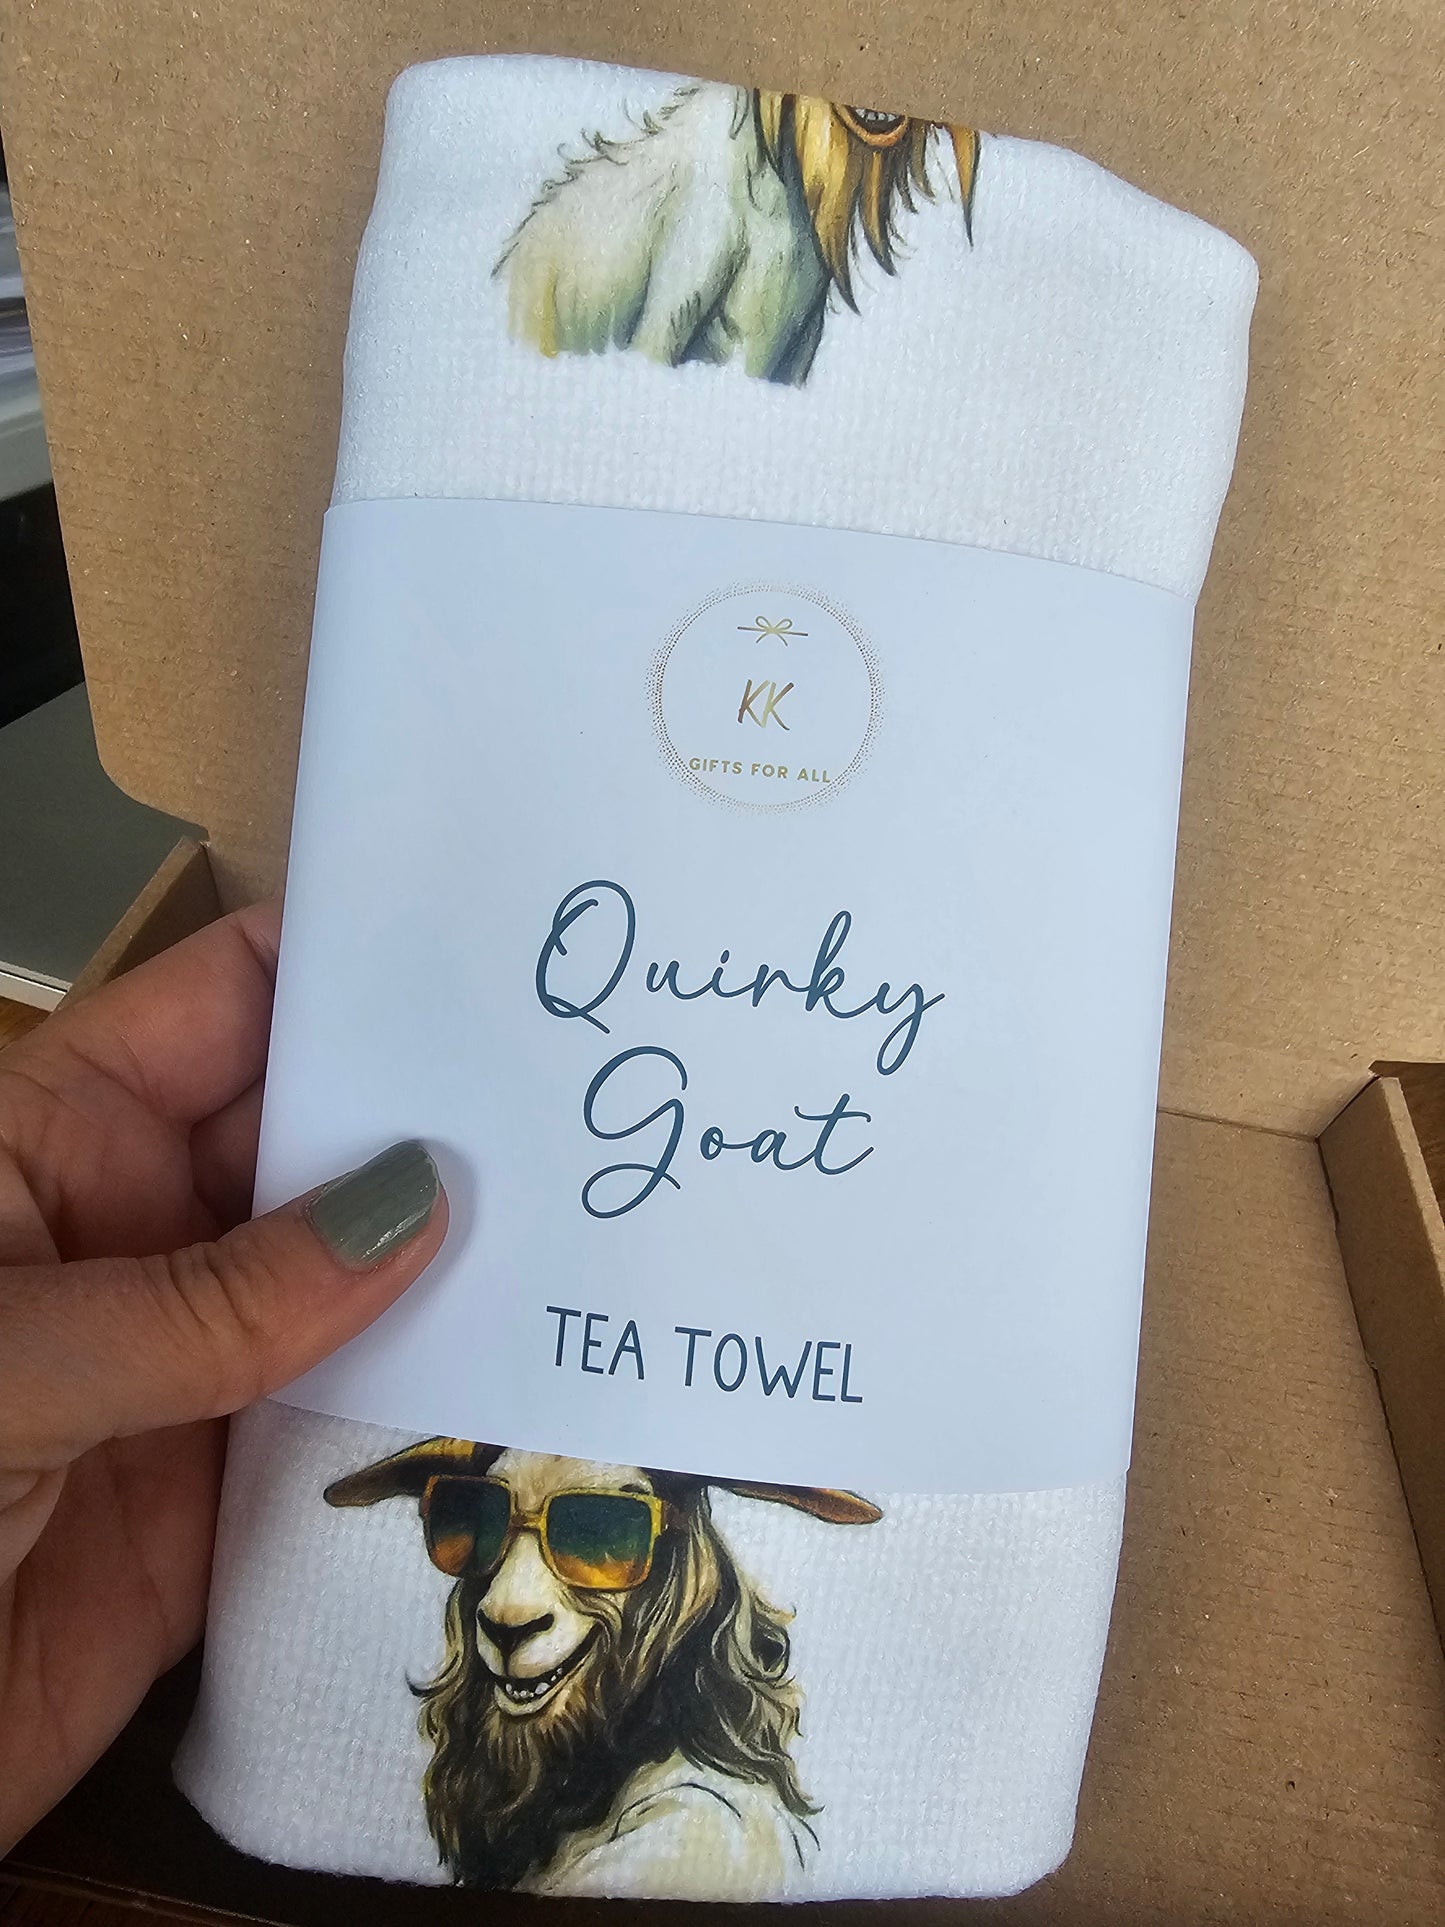 KK
GIFTS FOR ALL
Quirky
Goat
TEA TOWEL